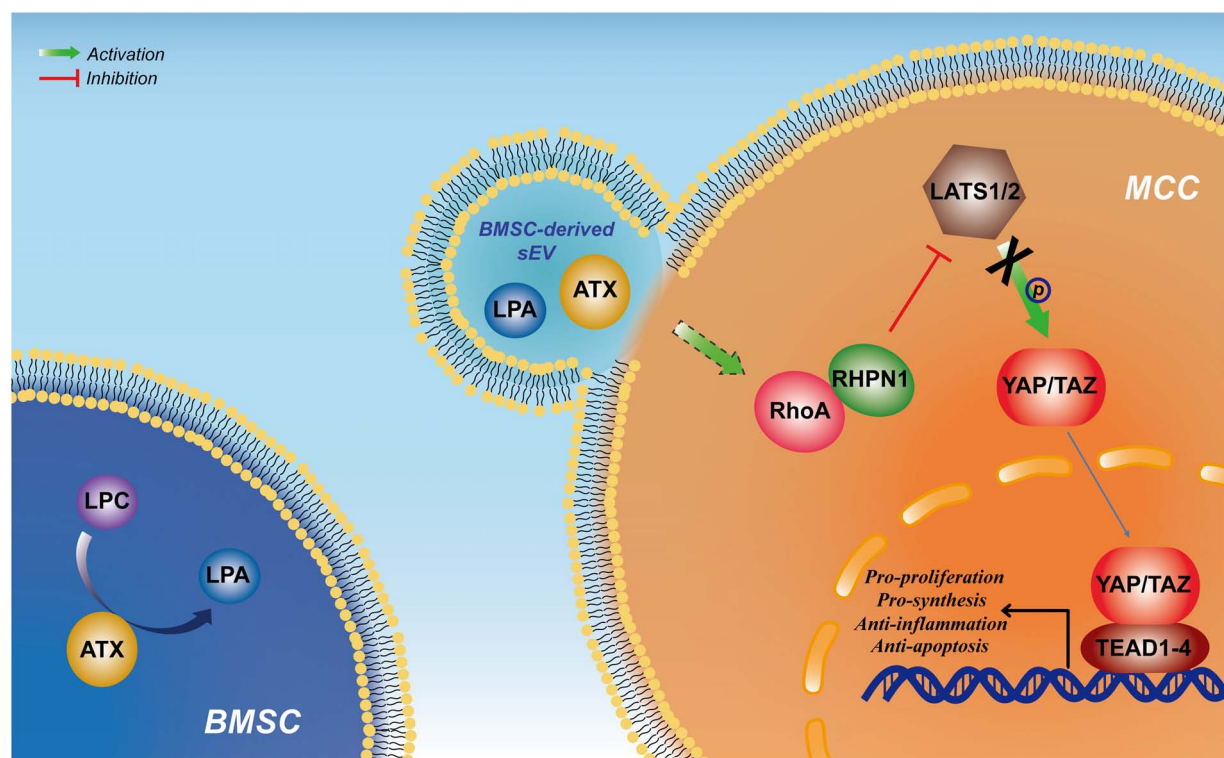 Activation
Inhibition
BMSC-derived
sEV
LPA
ATX
LATS1/2
MCC
p
RHPN1
RhoA
YAP/TAZ
LPC
LPA
ATX
BMSC
Pro-proliferation
Pro-synthesis
Anti-inflammation
Anti-apoptosis
YAP/TAZ
TEAD1-4